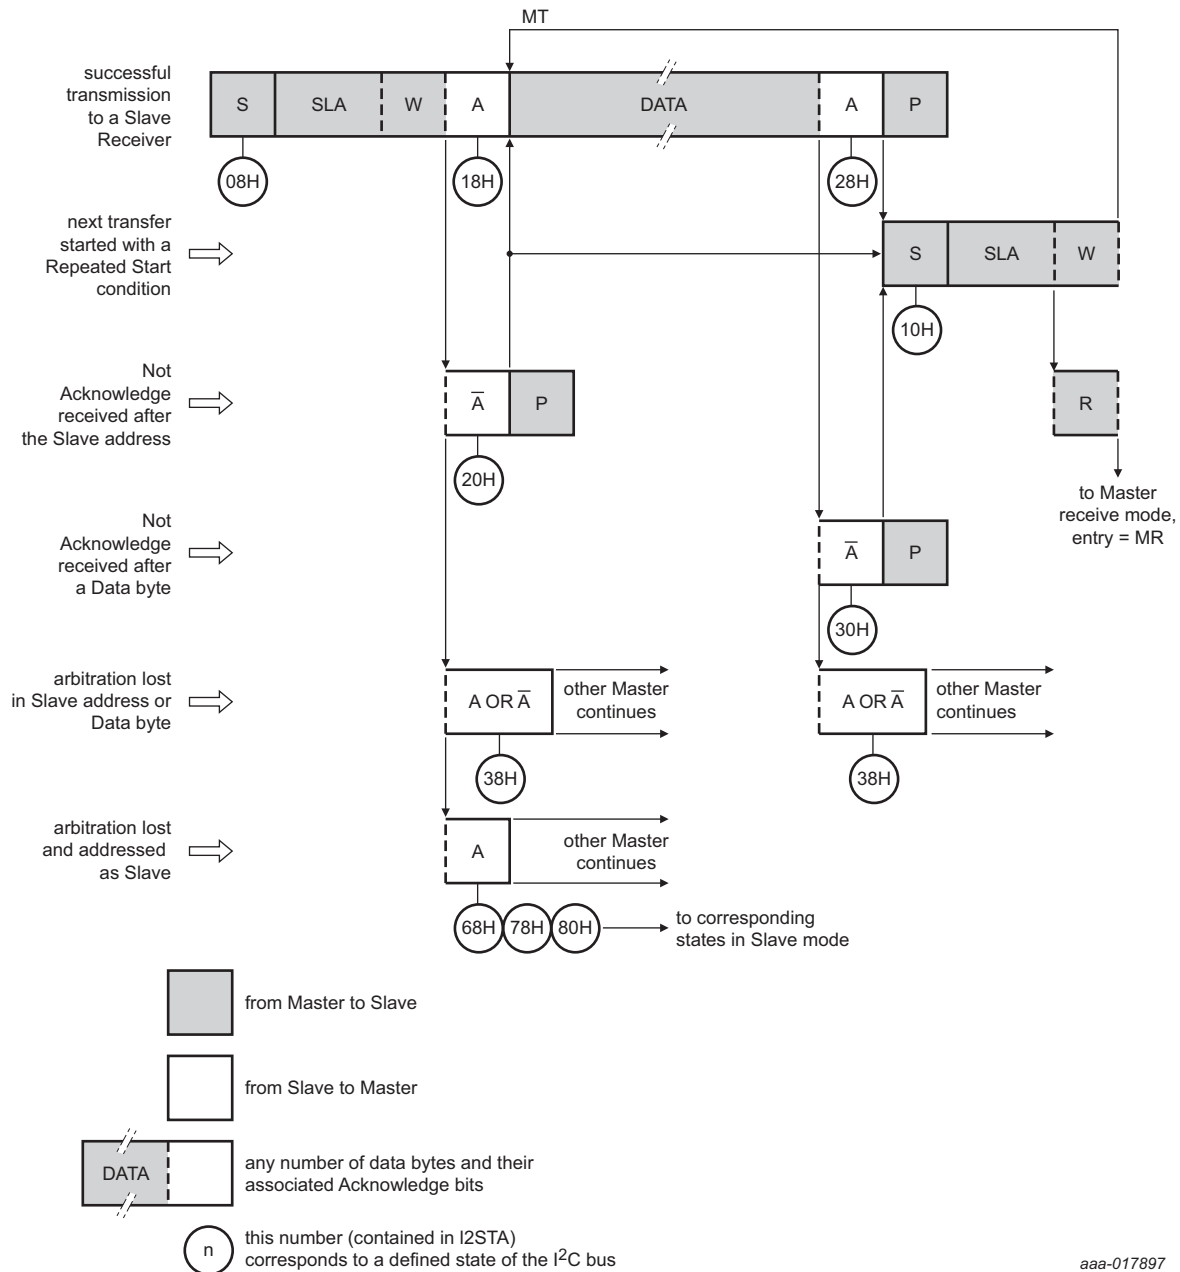 MT
successful
transmission
to a Slave
Receiver
S SLA W A DATA A P
08H 18H 28H
next transfer
started with a
Repeated Start
condition
S SLA W
10H
Not
Acknowledge
received after
the Slave address
A̅ P
R
20H
to Master
receive mode,
entry = MR
Not
Acknowledge
received after
a Data byte
A̅ P
30H
arbitration lost
in Slave address or
Data byte
A OR A̅
other Master
continues
A OR A̅
other Master
continues
38H 38H
arbitration lost
and addressed
as Slave
A
other Master
continues
68H 78H 80H
to corresponding
states in Slave mode
from Master to Slave
from Slave to Master
DATA
any number of data bytes and their
associated Acknowledge bits
n
this number (contained in I2STA)
corresponds to a defined state of the I²C bus
aaa-017897